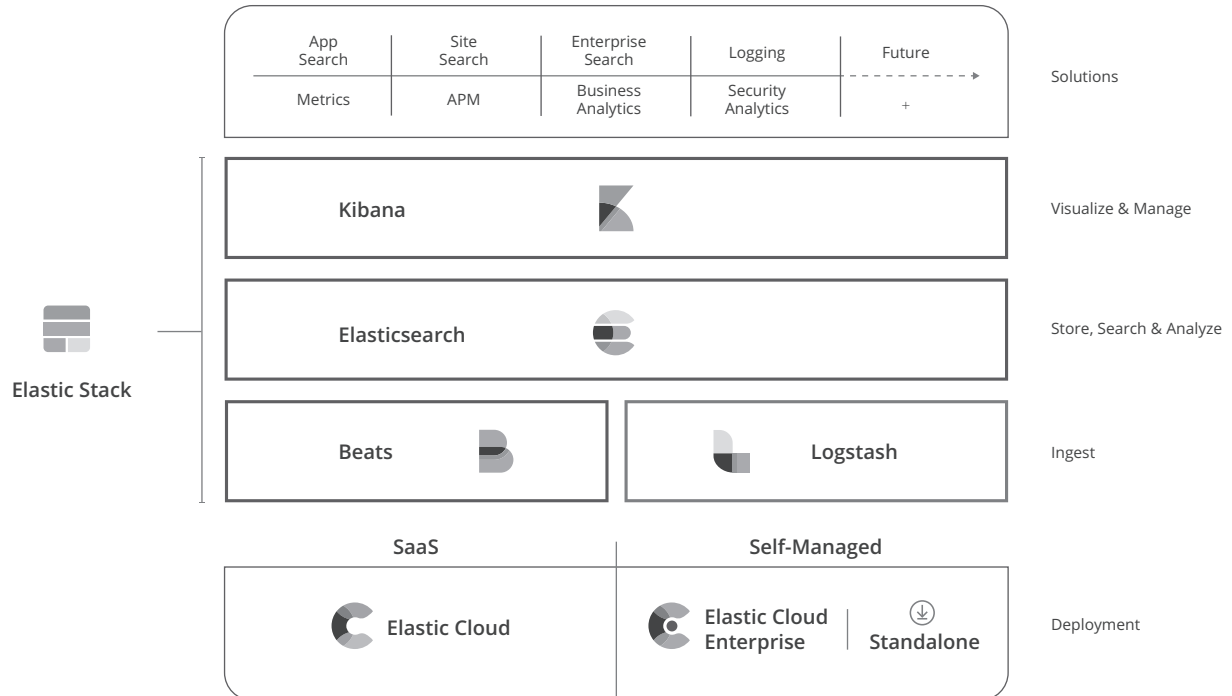 App
Search
Site
Search
Enterprise
Search
Logging
Future
Solutions
Metrics
APM
Business
Analytics
Security
Analytics
+
Kibana
Visualize & Manage
Elasticsearch
Store, Search & Analyze
Elastic Stack
Beats
Logstash
Ingest
SaaS
Self-Managed
Elastic Cloud
Elastic Cloud
Enterprise
Standalone
Deployment